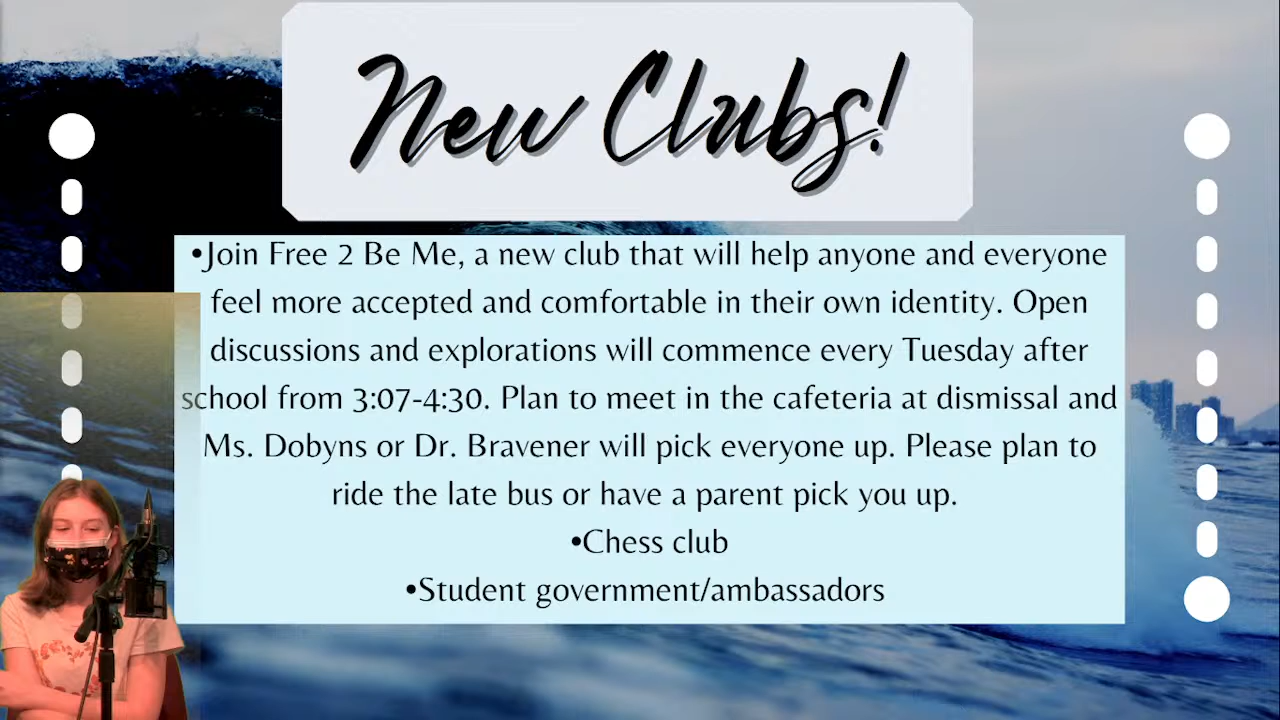 New Clubs!
•Join Free 2 Be Me, a new club that will help anyone and everyone
feel more accepted and comfortable in their own identity. Open
discussions and explorations will commence every Tuesday after
school from 3:07-4:30. Plan to meet in the cafeteria at dismissal and
Ms. Dobyns or Dr. Bravener will pick everyone up. Please plan to
ride the late bus or have a parent pick you up.
•Chess club
•Student government/ambassadors